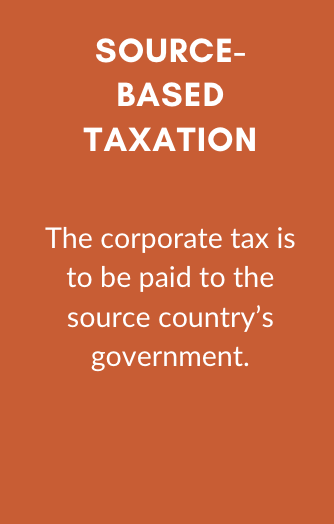 SOURCE-
BASED
TAXATION
The corporate tax is
to be paid to the
source country’s
government.